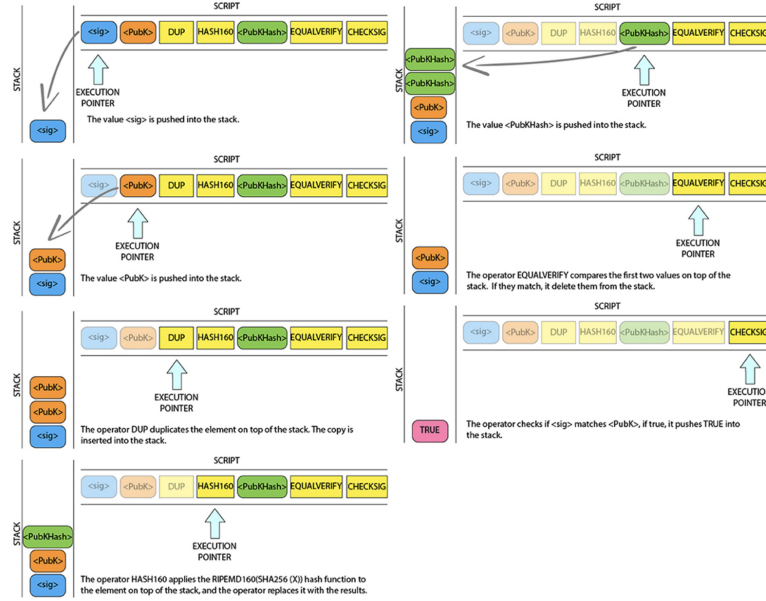 SCRIPT
<sig> <PubK> DUP HASH160 <PubKHash> EQUALVERIFY CHECKSIG
STACK
EXECUTION
POINTER
<sig>
The value <sig> is pushed into the stack.
SCRIPT
<sig> <PubK> DUP HASH160 <PubKHash> EQUALVERIFY CHECKSIG
STACK
EXECUTION
POINTER
<PubK>
<sig>
The value <PubK> is pushed into the stack.
SCRIPT
<sig> <PubK> DUP HASH160 <PubKHash> EQUALVERIFY CHECKSIG
STACK
EXECUTION
POINTER
<PubK>
<PubK>
<sig>
The operator DUP duplicates the element on top of the stack. The copy is
inserted into the stack.
SCRIPT
<sig> <PubK> DUP HASH160 <PubKHash> EQUALVERIFY CHECKSIG
STACK
EXECUTION
POINTER
<PubKHash>
<PubK>
<sig>
The operator HASH160 applies the RIPEMD160(SHA256 (X)) hash function to
the element on top of the stack, and the operator replaces it with the results.
SCRIPT
<sig> <PubK> DUP HASH160 <PubKHash> EQUALVERIFY CHECKS
STACK
<PubKHash>
<PubKHash>
<PubK>
<sig>
EXECUTION
POINTER
The value <PubKHash> is pushed into the stack.
SCRIPT
<sig> <PubK> DUP HASH160 <PubKHash> EQUALVERIFY CHECKSIG
STACK
EXECUTION
POINTER
<PubK>
<sig>
The operator EQUALVERIFY compares the first two values on top of the
stack. If they match, it delete them from the stack.
SCRIPT
<sig> <PubK> DUP HASH160 <PubKHash> EQUALVERIFY CHECKSIG
STACK
EXECUTIO
POINTER
TRUE
The operator checks if <sig> matches <PubK>, if true, it pushes TRUE into
the stack.